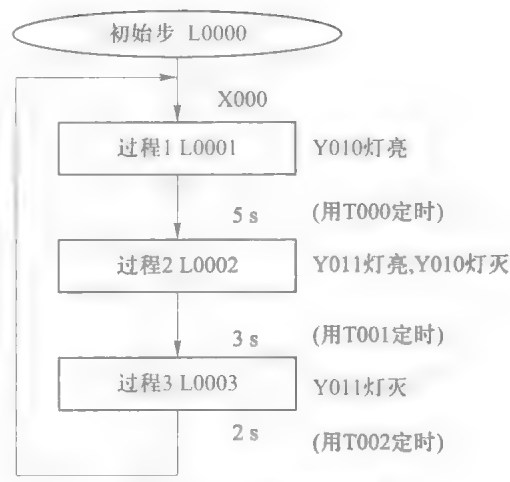 初始步 L0000
X000
过程1 L0001
Y010灯亮
5 s
(用T000定时)
过程2 L0002
Y011灯亮,Y010灯灭
3 s
(用T001定时)
过程3 L0003
Y011灯灭
2 s
(用T002定时)